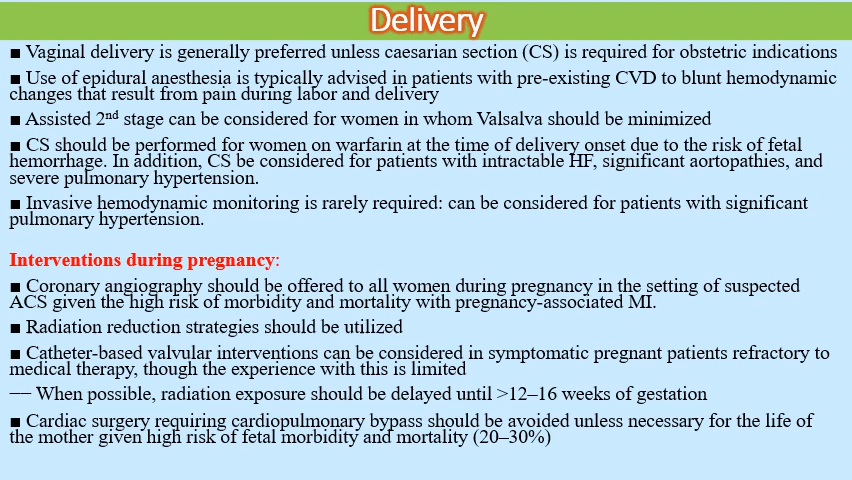 Delivery
■ Vaginal delivery is generally preferred unless caesarian section (CS) is required for obstetric indications
■ Use of epidural anesthesia is typically advised in patients with pre-existing CVD to blunt hemodynamic
changes that result from pain during labor and delivery
■ Assisted 2nd stage can be considered for women in whom Valsalva should be minimized
■ CS should be performed for women on warfarin at the time of delivery onset due to the risk of fetal
hemorrhage. In addition, CS be considered for patients with intractable HF, significant aortopathies, and
severe pulmonary hypertension.
■ Invasive hemodynamic monitoring is rarely required: can be considered for patients with significant
pulmonary hypertension.
Interventions during pregnancy:
■ Coronary angiography should be offered to all women during pregnancy in the setting of suspected
ACS given the high risk of morbidity and mortality with pregnancy-associated MI.
■ Radiation reduction strategies should be utilized
■ Catheter-based valvular interventions can be considered in symptomatic pregnant patients refractory to
medical therapy, though the experience with this is limited
–– When possible, radiation exposure should be delayed until >12–16 weeks of gestation
■ Cardiac surgery requiring cardiopulmonary bypass should be avoided unless necessary for the life of
the mother given high risk of fetal morbidity and mortality (20–30%)